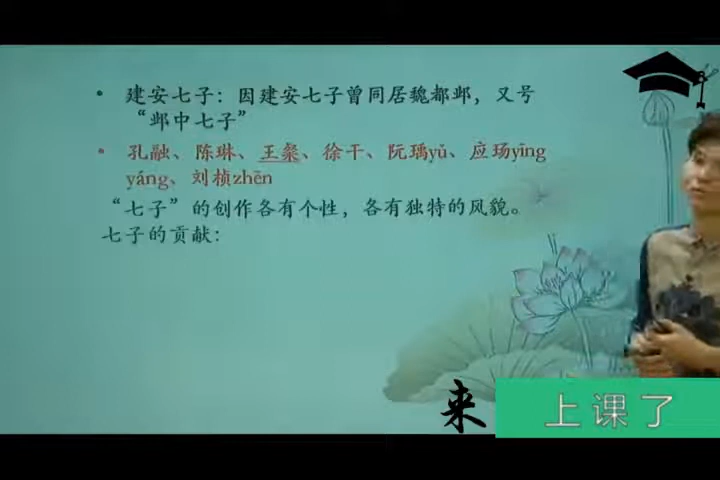 • 建安七子：因建安七子曾同居魏都邺，又号
“邺中七子”
• 孔融、陈琳、王粲、徐干、阮瑀yǔ、应玚yīng
yáng、刘桢zhēn
“七子”的创作各有个性，各有独特的风貌。
七子的贡献：
来 上课了